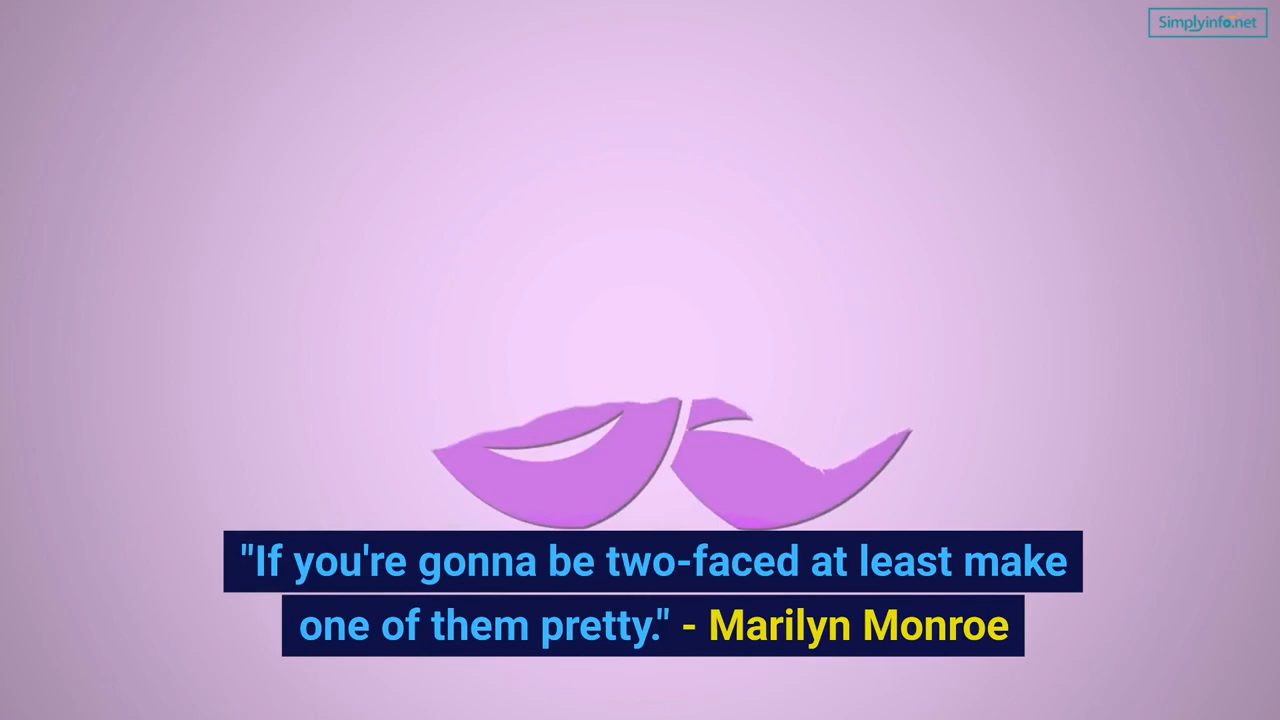 Simplyinfo.net
"If you're gonna be two-faced at least make
one of them pretty." - Marilyn Monroe